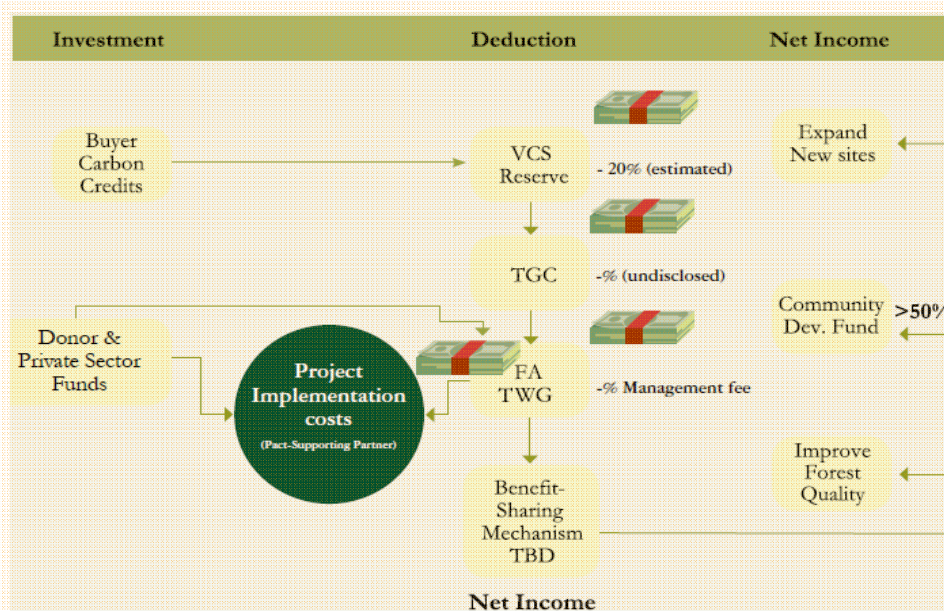 Investment
Deduction
Net Income
Buyer
Carbon
Credits
VCS
Reserve
- 20% (estimated)
Expand
New sites
TGC
-% (undisclosed)
Donor &
Private Sector
Funds
Project
Implementation
costs
(Pact-Supporting Partner)
FA
TWG
-% Management fee
Community
Dev. Fund
>50%
Improve
Forest
Quality
Benefit-
Sharing
Mechanism
TBD
Net Income